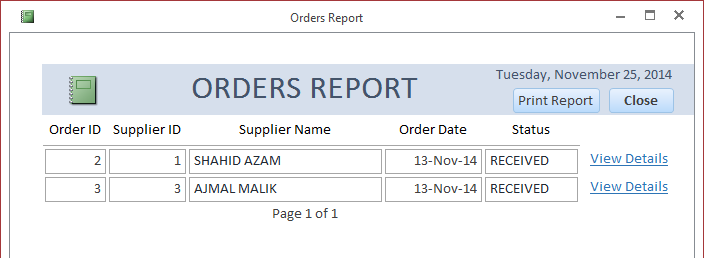 Orders Report
Tuesday, November 25, 2014
ORDERS REPORT
Print Report Close
Order ID Supplier ID Supplier Name Order Date Status
2 1 SHAHID AZAM 13-Nov-14 RECEIVED View Details
3 3 AJMAL MALIK 13-Nov-14 RECEIVED View Details
Page 1 of 1